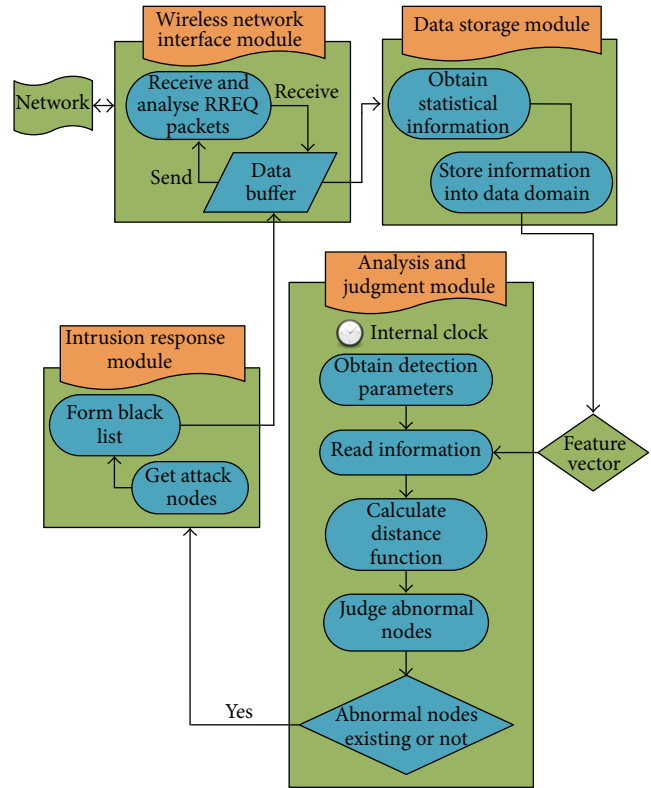 Wireless network
interface module
Data storage module
Network
Receive and
analyse RREQ
packets
Receive
Send
Data
buffer
Obtain
statistical
information
Store information
into data domain
Analysis and
judgment module
Internal clock
Obtain detection
parameters
Read information
Feature
vector
Calculate
distance
function
Judge abnormal
nodes
Abnormal nodes
existing or not
Yes
Intrusion response
module
Form black
list
Get attack
nodes